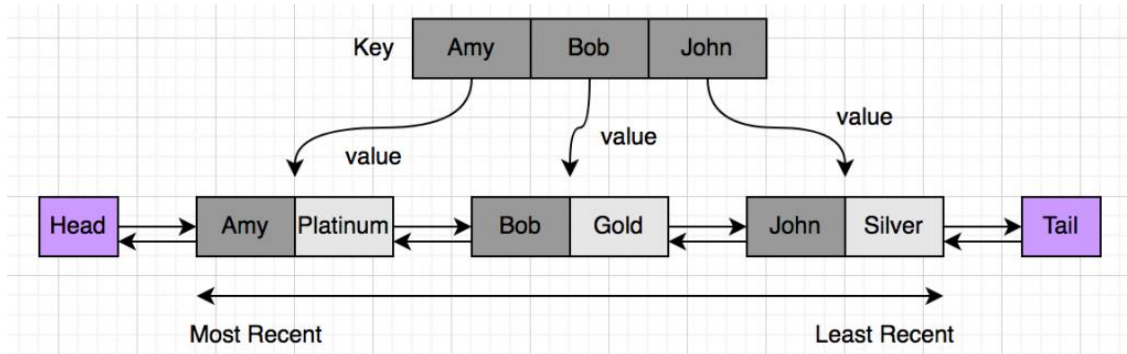 Key Amy Bob John
value
value
value
Head Amy Platinum Bob Gold John Silver Tail
Most Recent Least Recent